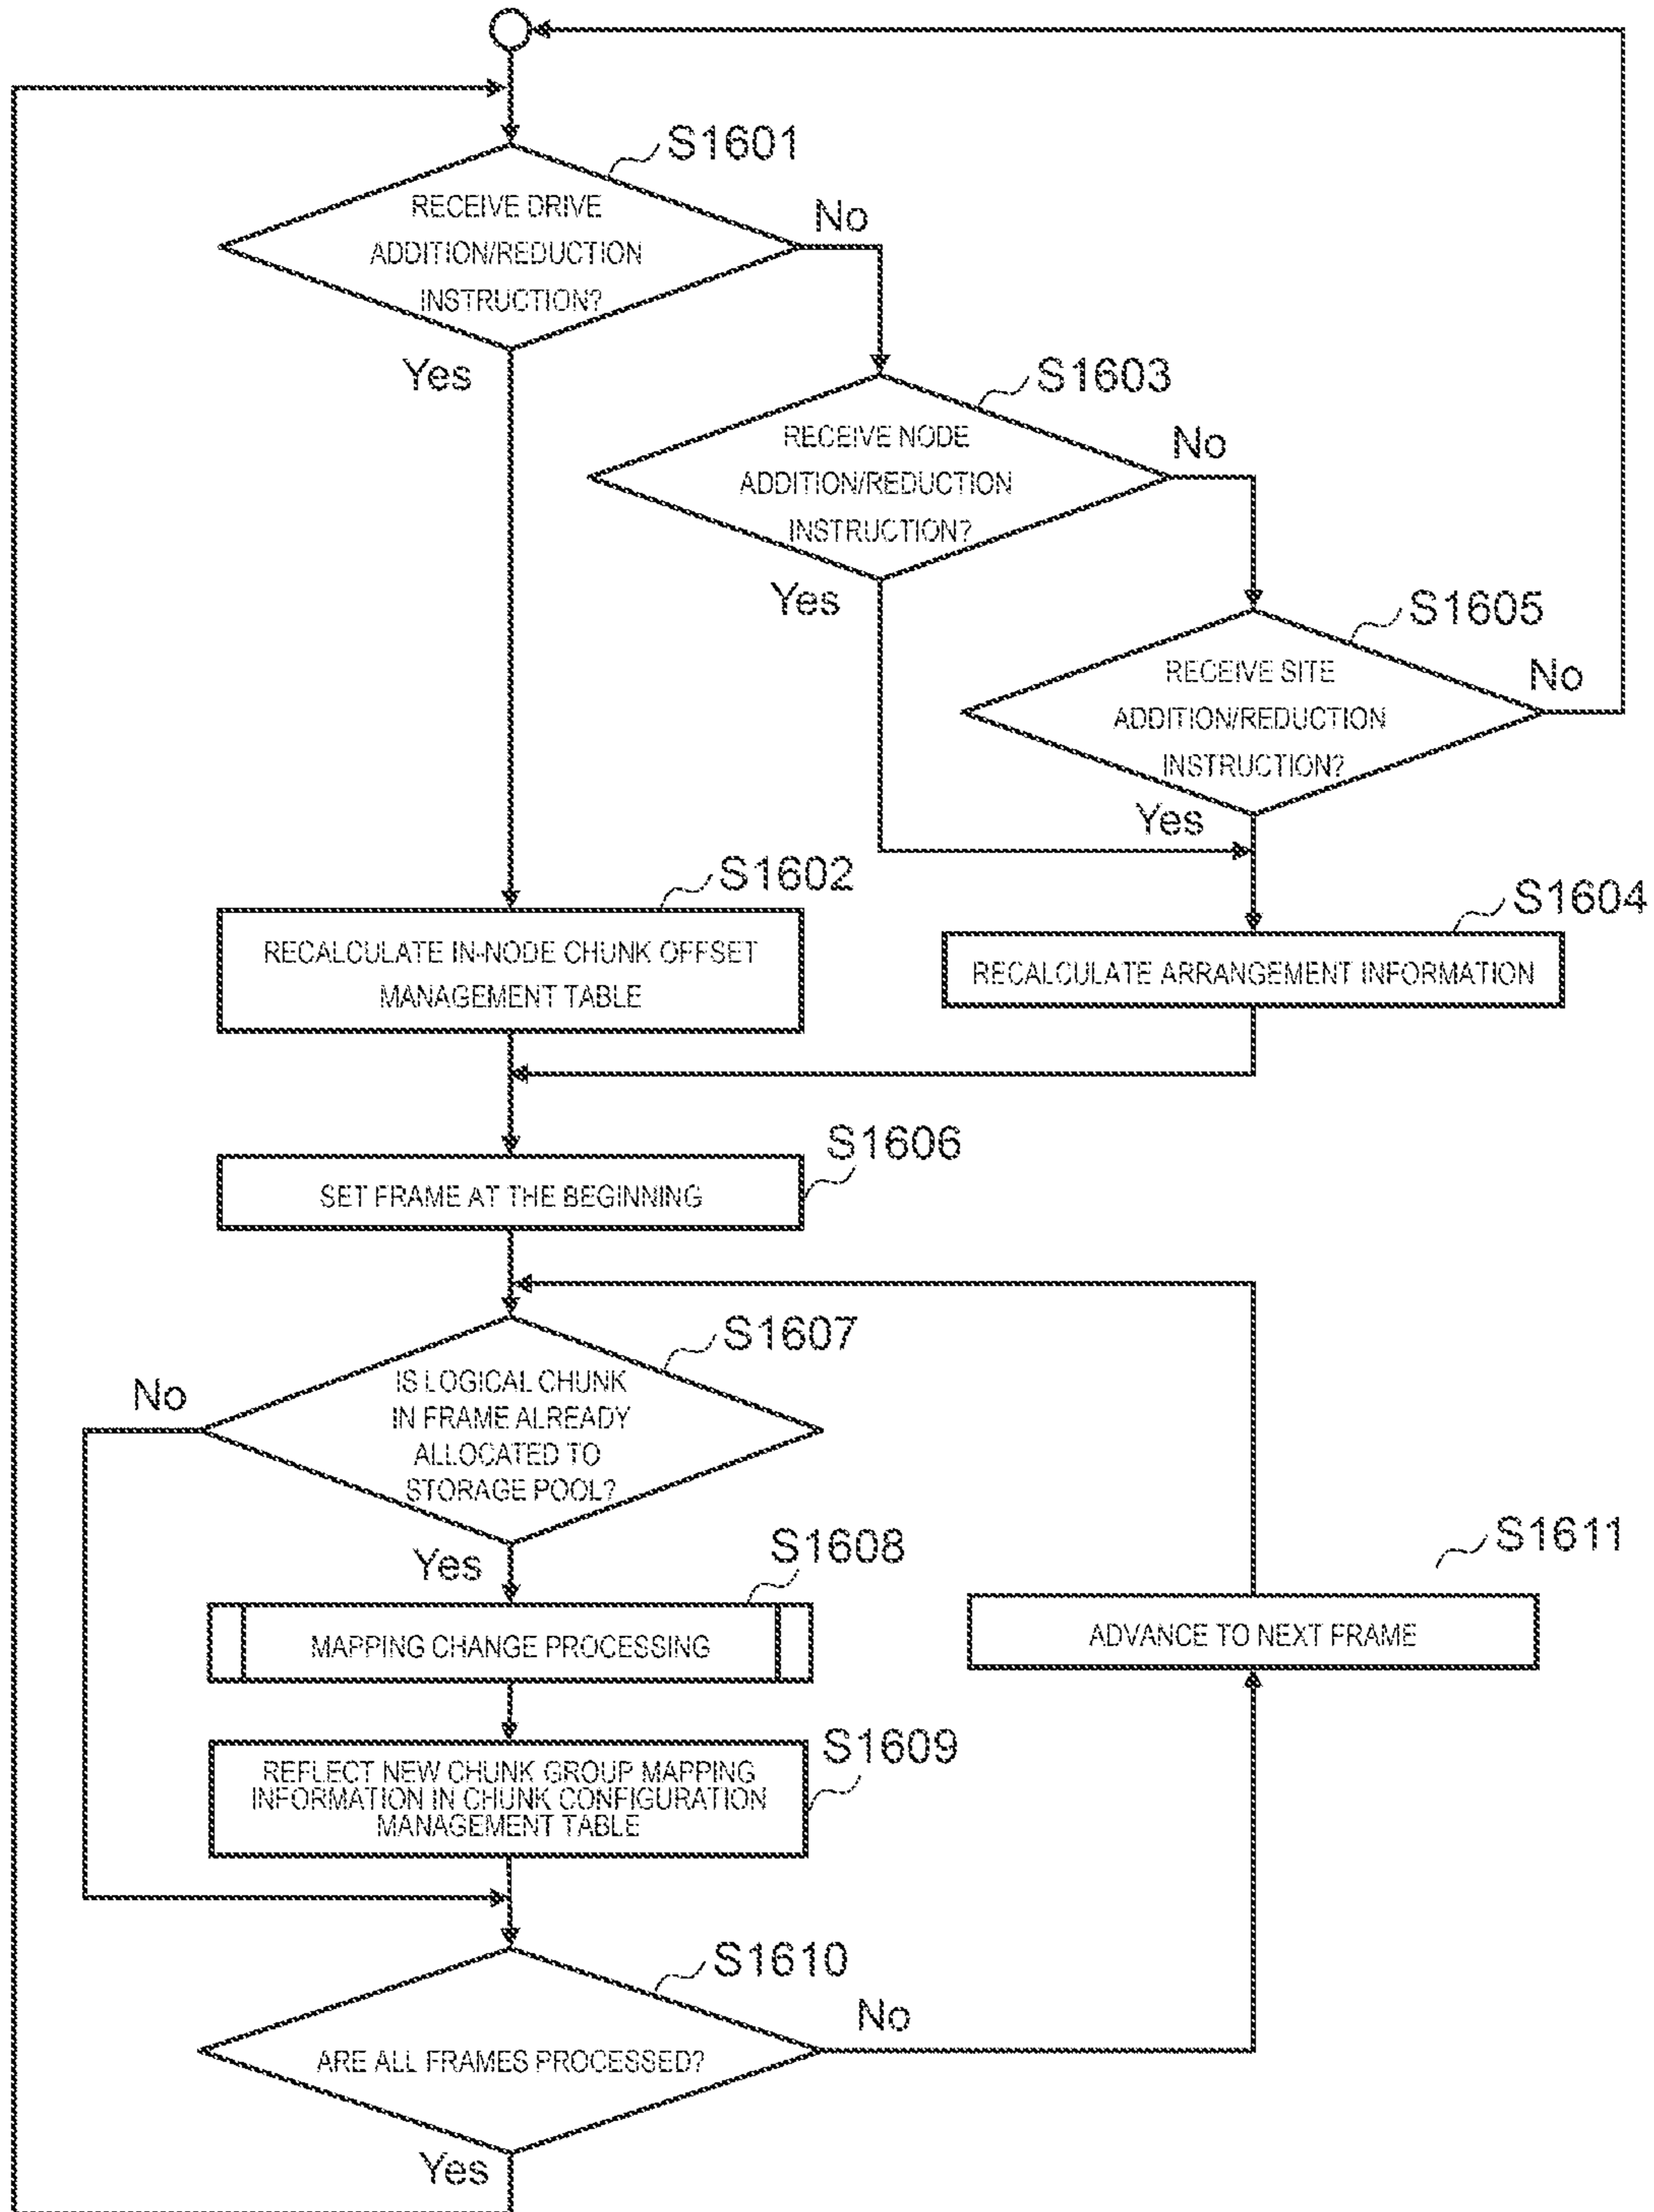 S1601
RECEIVE DRIVE
ADDITION/REDUCTION
INSTRUCTION?
No
Yes
S1603
RECEIVE NODE
ADDITION/REDUCTION
INSTRUCTION?
No
Yes
S1605
RECEIVE SITE
ADDITION/REDUCTION
INSTRUCTION?
No
Yes
S1602
RECALCULATE IN-NODE CHUNK OFFSET
MANAGEMENT TABLE
S1604
RECALCULATE ARRANGEMENT INFORMATION
S1606
SET FRAME AT THE BEGINNING
S1607
IS LOGICAL CHUNK
IN FRAME ALREADY
ALLOCATED TO
STORAGE POOL?
No
Yes
S1608
MAPPING CHANGE PROCESSING
S1611
ADVANCE TO NEXT FRAME
S1609
REFLECT NEW CHUNK GROUP MAPPING
INFORMATION IN CHUNK CONFIGURATION
MANAGEMENT TABLE
S1610
ARE ALL FRAMES PROCESSED?
No
Yes